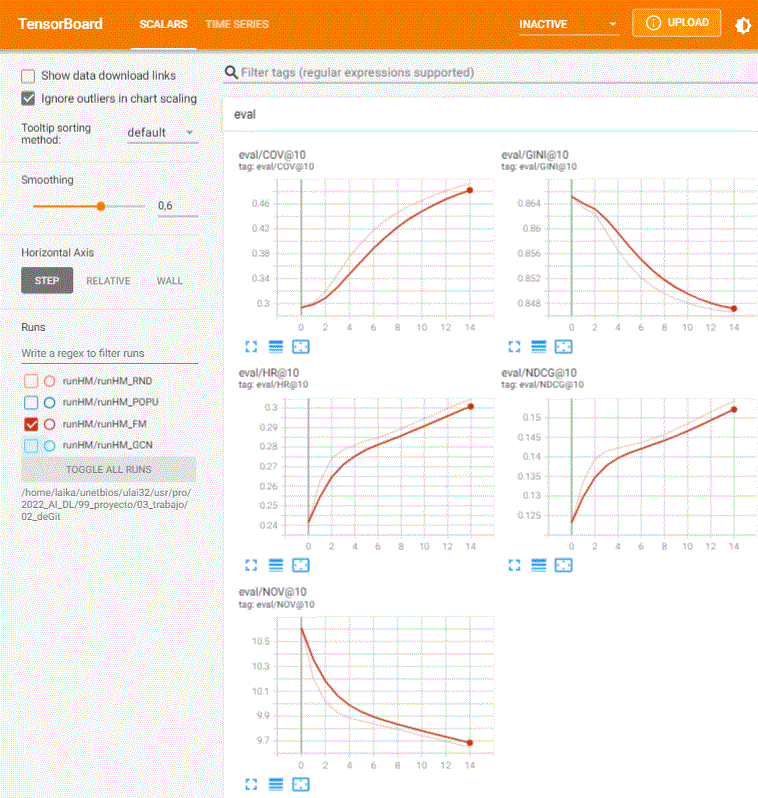 TensorBoard SCALARS TIME SERIES INACTIVE UPLOAD
Show data download links
Ignore outliers in chart scaling
Tooltip sorting
method:
default
Smoothing
0,6
Horizontal Axis
STEP RELATIVE WALL
Runs
Write a regex to filter runs
runHM/runHM_RND
runHM/runHM_POPU
runHM/runHM_FM
runHM/runHM_GCN
TOGGLE ALL RUNS
/home/laika/unetbios/ulai32/usr/pro/
2022_AI_DL/99_proyecto/03_trabajo/
02_deGit
Filter tags (regular expressions supported)
eval
eval/COV@10
tag: eval/COV@10
0.46
0.42
0.38
0.34
0.3
0 2 4 6 8 10 12 14
eval/GINI@10
tag: eval/GINI@10
0.864
0.86
0.856
0.852
0.848
0 2 4 6 8 10 12 14
eval/HR@10
tag: eval/HR@10
0.3
0.29
0.28
0.27
0.26
0.25
0.24
0 2 4 6 8 10 12 14
eval/NDCG@10
tag: eval/NDCG@10
0.15
0.145
0.14
0.135
0.13
0.125
0 2 4 6 8 10 12 14
eval/NOV@10
tag: eval/NOV@10
10.5
10.3
10.1
9.9
9.7
0 2 4 6 8 10 12 14